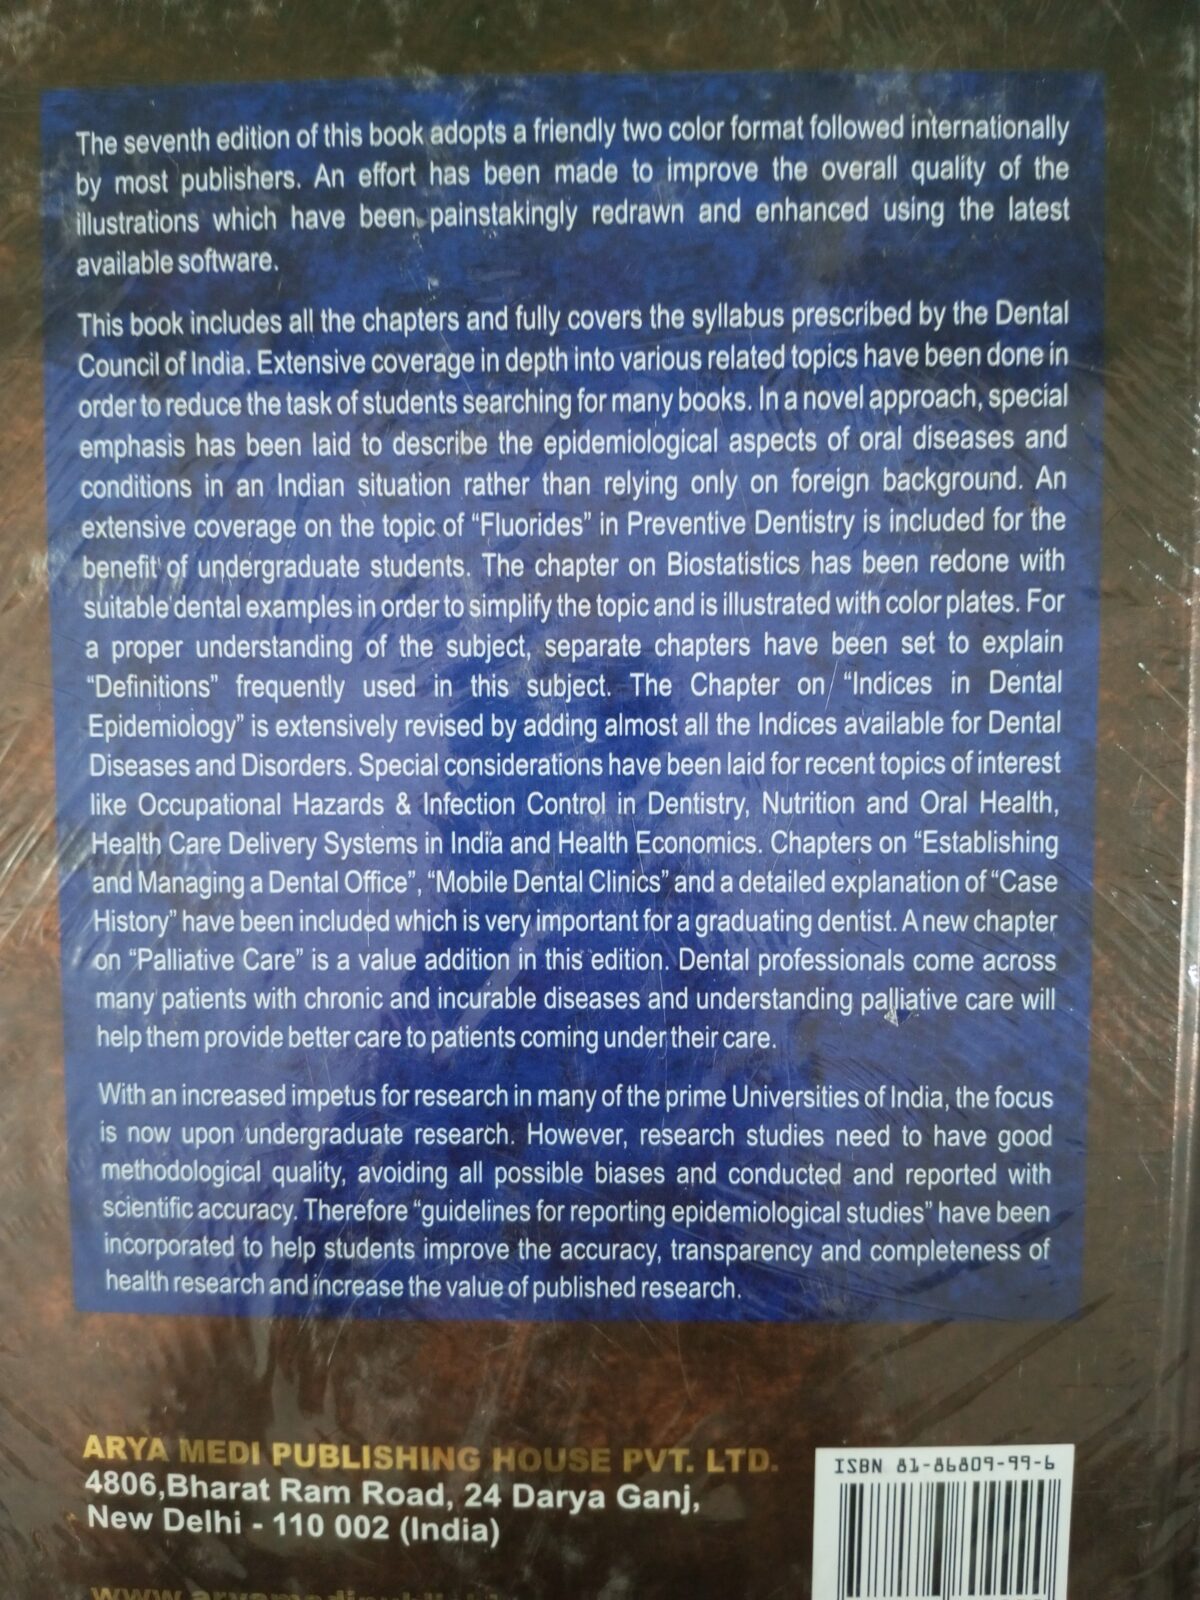 The seventh edition of this book adopts a friendly two color format followed internationally
by most publishers. An effort has been made to improve the overall quality of the
illustrations which have been painstakingly redrawn and enhanced using the latest
available software.
This book includes all the chapters and fully covers the syllabus prescribed by the Dental
Council of India. Extensive coverage in depth into various related topics have been done in
order to reduce the task of students searching for many books. In a novel approach, special
emphasis has been laid to describe the epidemiological aspects of oral diseases and
conditions in an Indian situation rather than relying only on foreign background. An
extensive coverage on the topic of “Fluorides” in Preventive Dentistry is included for the
benefit of undergraduate students. The chapter on Biostatistics has been redone with
suitable dental examples in order to simplify the topic and is illustrated with color plates. For
a proper understanding of the subject, separate chapters have been set to explain
“Definitions” frequently used in this subject. The Chapter on “Indices in Dental
Epidemiology” is extensively revised by adding almost all the Indices available for Dental
Diseases and Disorders. Special considerations have been laid for recent topics of interest
like Occupational Hazards & Infection Control in Dentistry, Nutrition and Oral Health,
Health Care Delivery Systems in India and Health Economics. Chapters on “Establishing
and Managing a Dental Office”, “Mobile Dental Clinics” and a detailed explanation of “Case
History” have been included which is very important for a graduating dentist. A new chapter
on “Palliative Care” is a value addition in this edition. Dental professionals come across
many patients with chronic and incurable diseases and understanding palliative care will
help them provide better care to patients coming under their care.
With an increased impetus for research in many of the prime Universities of India, the focus
is now upon undergraduate research. However, research studies need to have good
methodological quality, avoiding all possible biases and conducted and reported with
scientific accuracy. Therefore “guidelines for reporting epidemiological studies” have been
incorporated to help students improve the accuracy, transparency and completeness of
health research and increase the value of published research.
ARYA MEDI PUBLISHING HOUSE PVT. LTD.
4806,Bharat Ram Road, 24 Darya Ganj,
New Delhi - 110 002 (India)
ISBN 81-86809-99-6